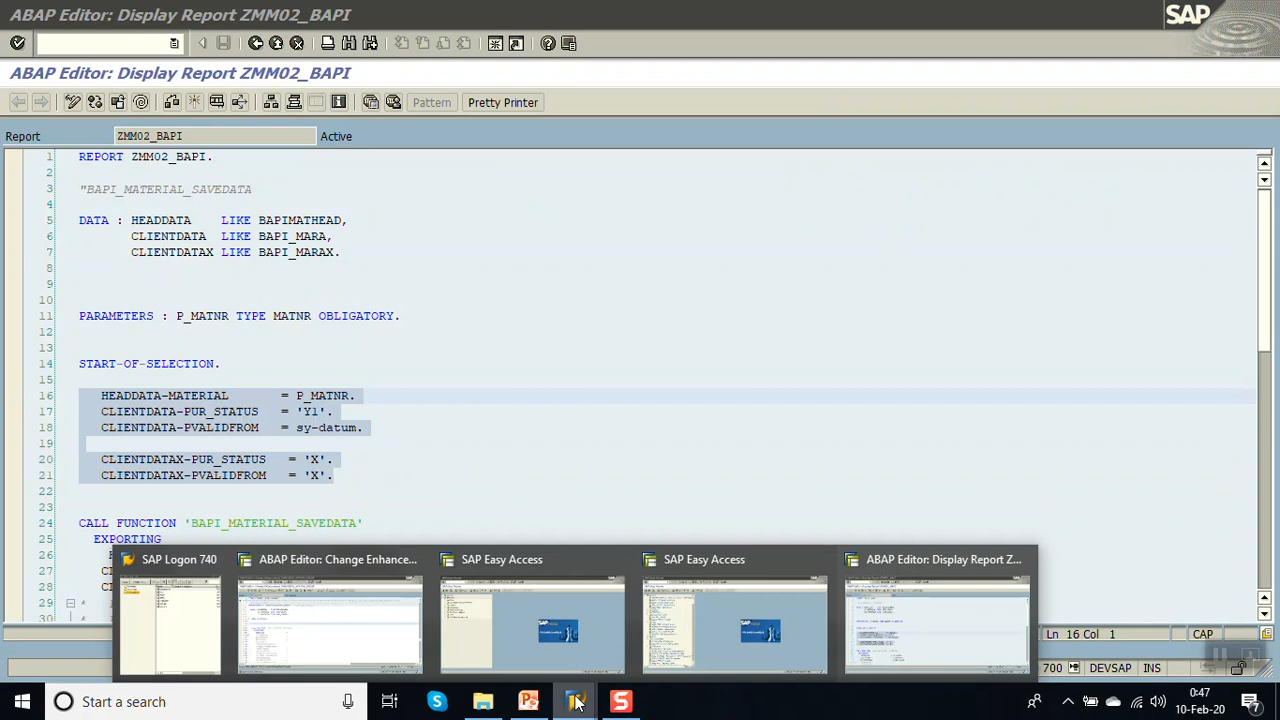 ABAP Editor: Display Report ZMM02_BAPI
SAP
ABAP Editor: Display Report ZMM02_BAPI
Pattern
Pretty Printer
Report ZMM02_BAPI Active
1 REPORT ZMM02_BAPI.
2
3 "BAPI_MATERIAL_SAVEDATA
4
5 DATA : HEADDATA LIKE BAPIMATHEAD,
6 CLIENTDATA LIKE BAPI_MARA,
7 CLIENTDATAX LIKE BAPI_MARAX.
8
9
10
11 PARAMETERS : P_MATNR TYPE MATNR OBLIGATORY.
12
13
14 START-OF-SELECTION.
15
16 HEADDATA-MATERIAL = P_MATNR.
17 CLIENTDATA-PUR_STATUS = 'Y1'.
18 CLIENTDATA-PVALIDFROM = sy-datum.
19
20 CLIENTDATAX-PUR_STATUS = 'X'.
21 CLIENTDATAX-PVALIDFROM = 'X'.
22
23
24 CALL FUNCTION 'BAPI_MATERIAL_SAVEDATA'
25 EXPORTING
26
27
28
29
SAP Logon 740
ABAP Editor: Change Enhance...
SAP Easy Access
SAP Easy Access
ABAP Editor: Display Report Z...
Ln 16 Col 1
CAP
700
DEVSAP
INS
Start a search
0:47
10-Feb-20
7